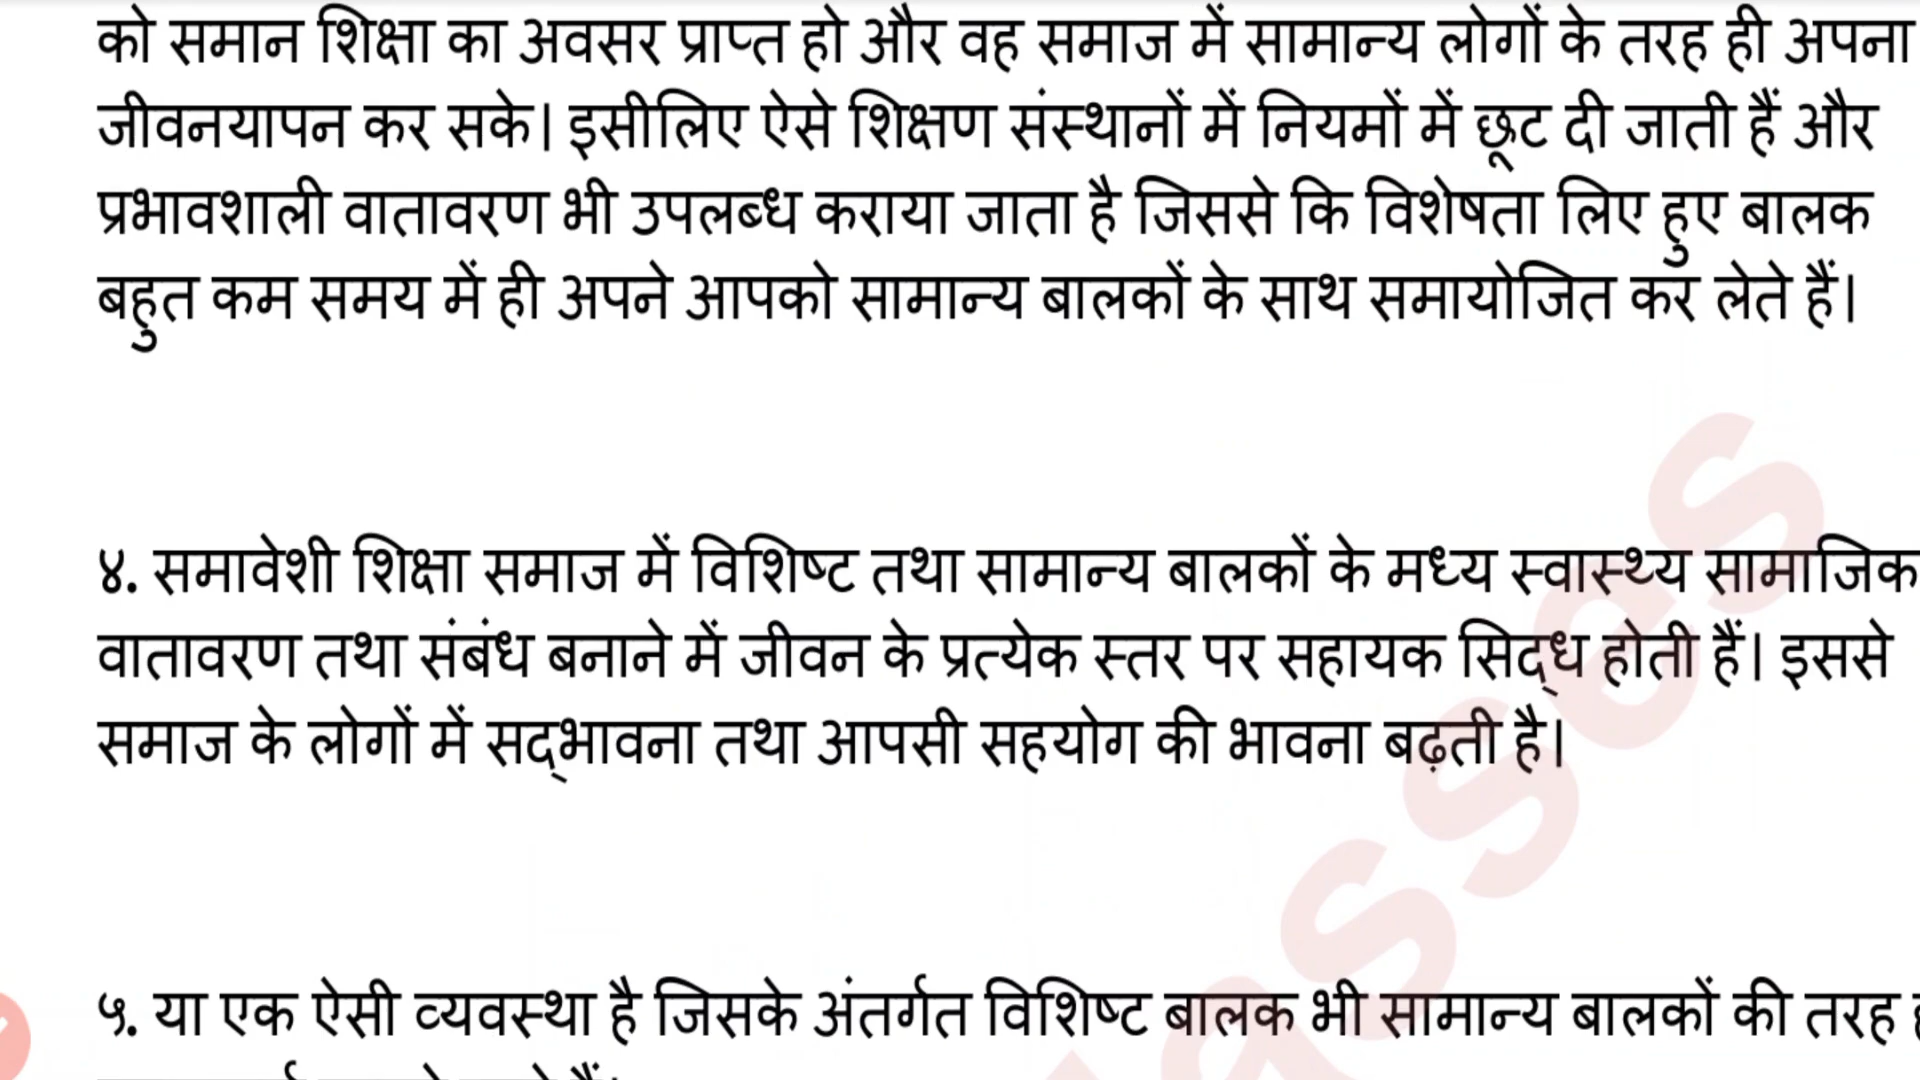 को समान शिक्षा का अवसर प्राप्त हो और वह समाज में सामान्य लोगों के तरह ही अपना
जीवनयापन कर सके। इसीलिए ऐसे शिक्षण संस्थानों में नियमों में छूट दी जाती हैं और
प्रभावशाली वातावरण भी उपलब्ध कराया जाता है जिससे कि विशेषता लिए हुए बालक
बहुत कम समय में ही अपने आपको सामान्य बालकों के साथ समायोजित कर लेते हैं।
४. समावेशी शिक्षा समाज में विशिष्ट तथा सामान्य बालकों के मध्य स्वास्थ्य सामाजिक
वातावरण तथा संबंध बनाने में जीवन के प्रत्येक स्तर पर सहायक सिद्ध होती हैं। इससे
समाज के लोगों में सद्भावना तथा आपसी सहयोग की भावना बढ़ती है।
५. या एक ऐसी व्यवस्था है जिसके अंतर्गत विशिष्ट बालक भी सामान्य बालकों की तरह
asses